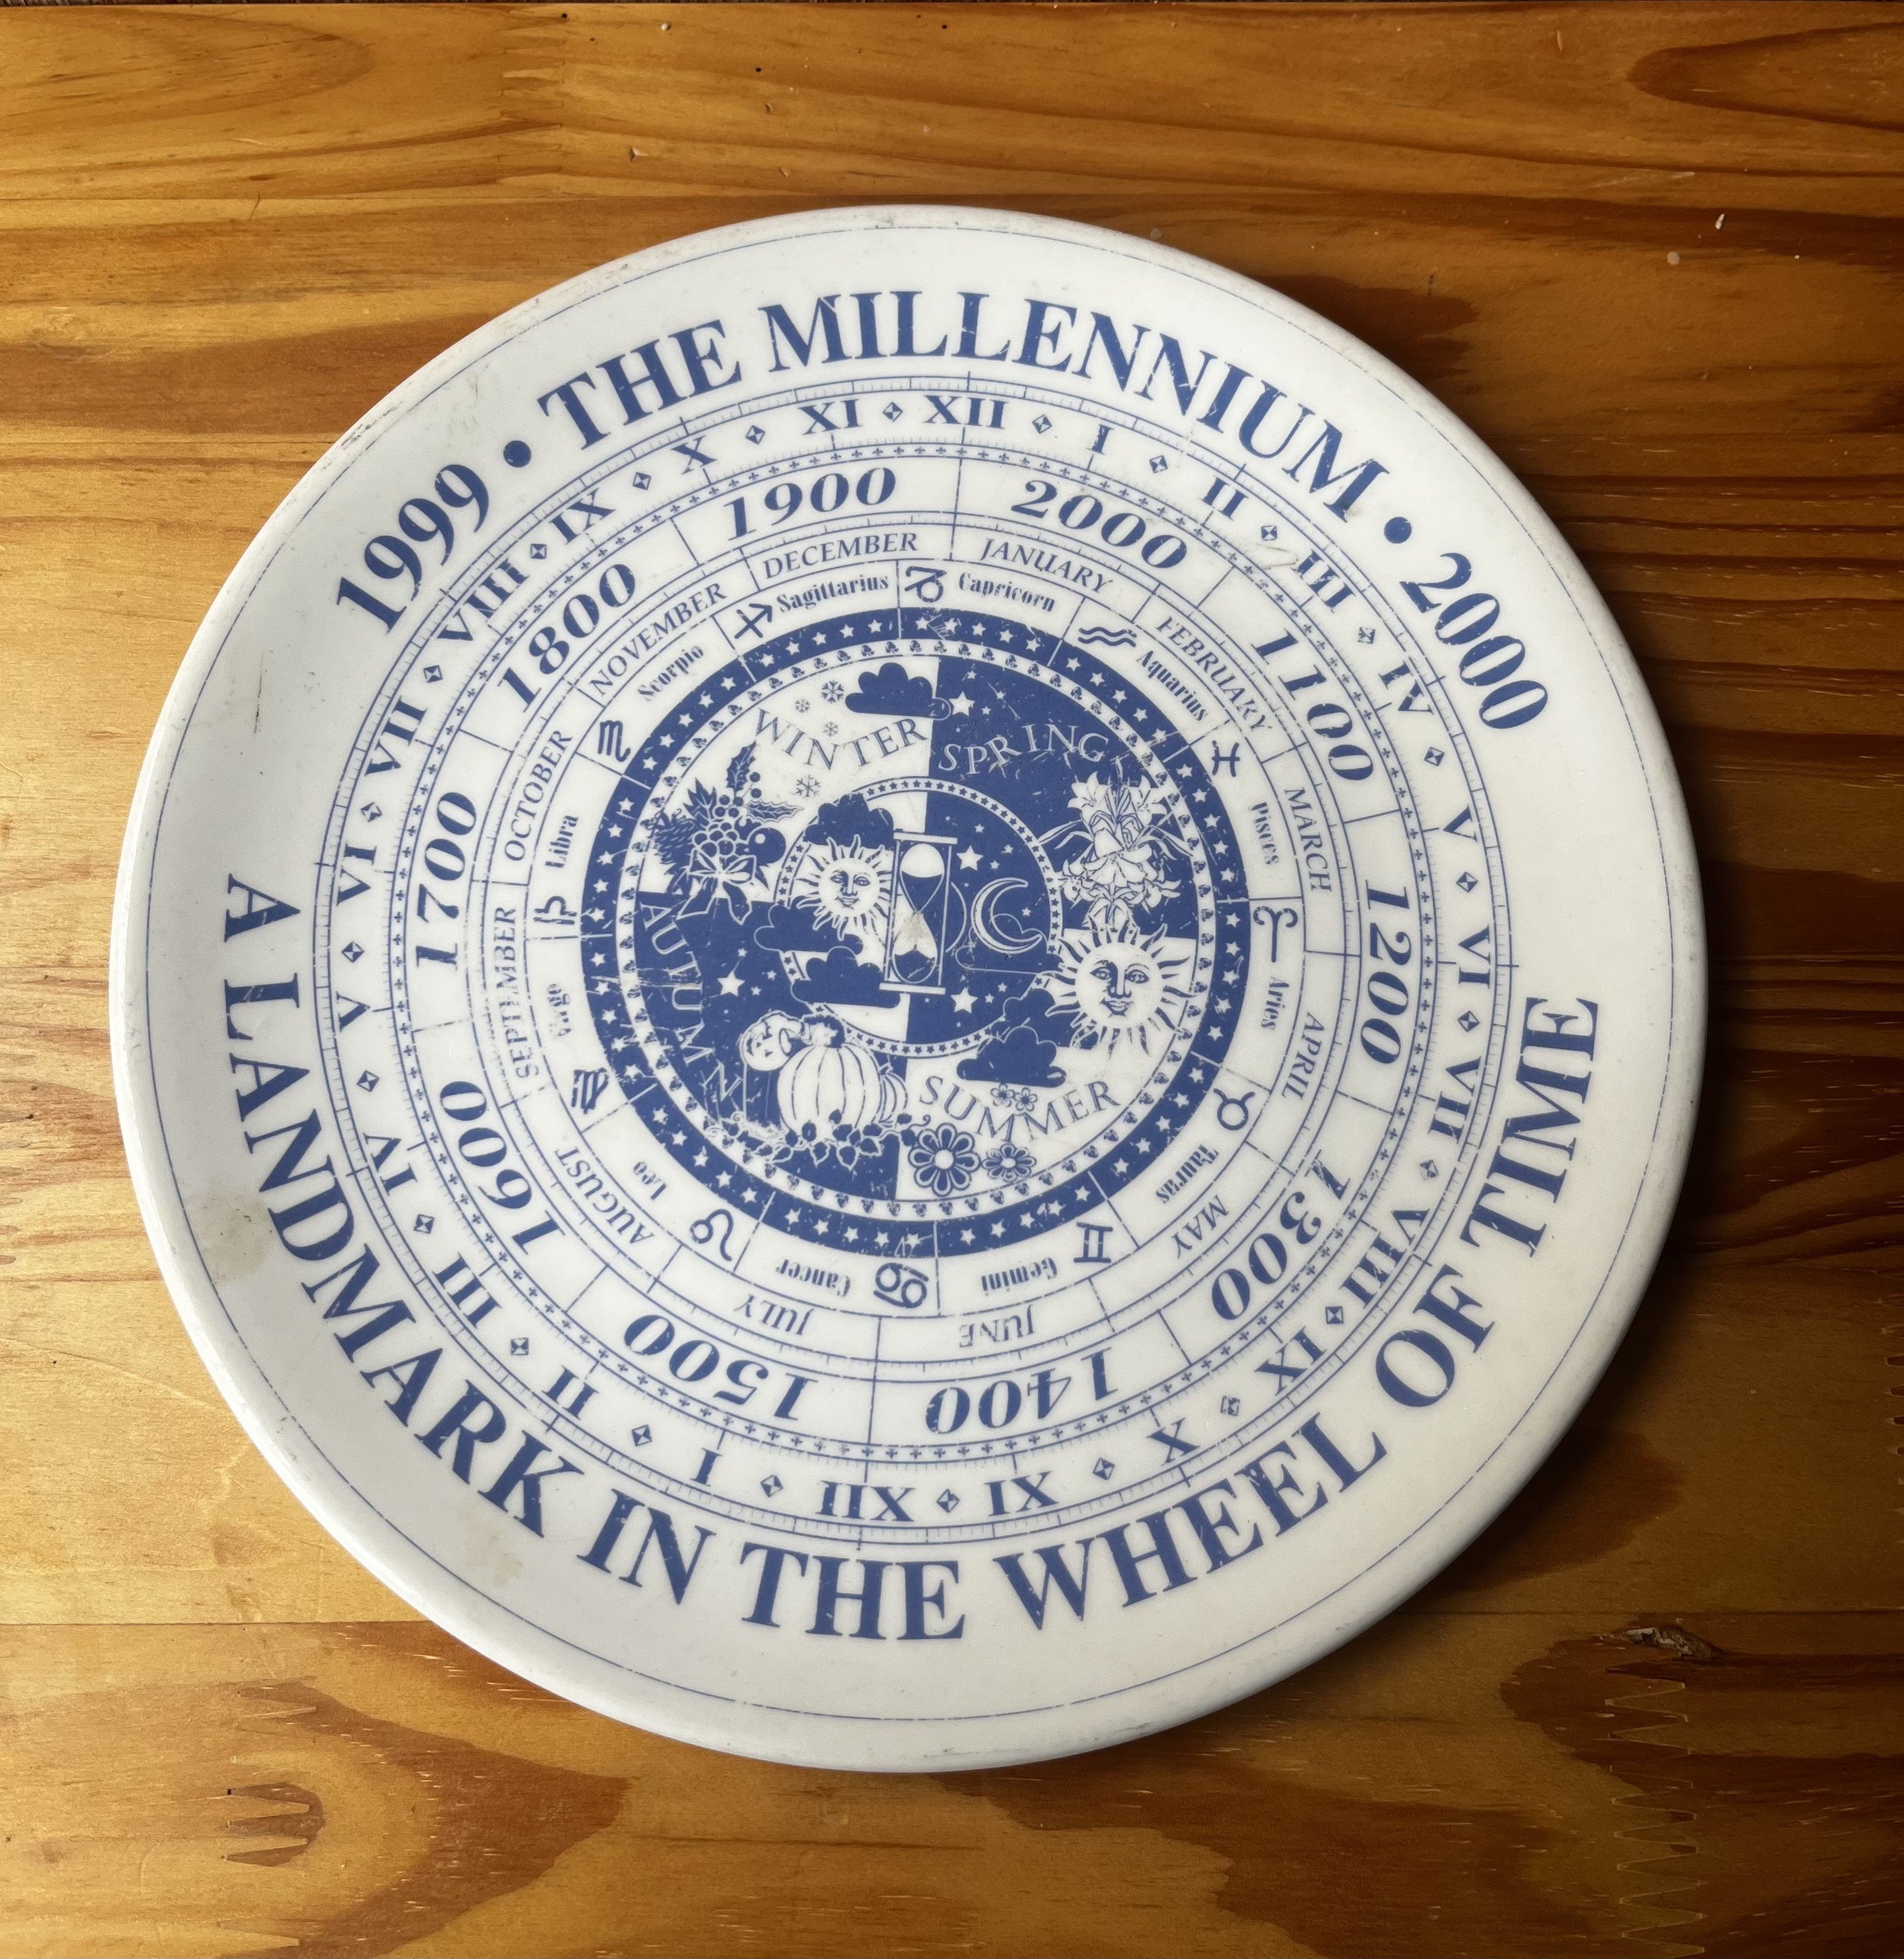 1999 • THE MILLENNIUM • 2000
A LANDMARK IN THE WHEEL OF TIME
XII I II III IV V VI VII VIII IX X XI XII I II III IV V VI VII VIII IX X XI
2000 1100 1200 1300 1400 1500 1600 1700 1800 1900
JANUARY FEBRUARY MARCH APRIL MAY JUNE JULY AUGUST SEPTEMBER OCTOBER NOVEMBER DECEMBER
Capricorn Aquarius Pisces Aries Taurus Gemini Cancer Leo Virgo Libra Scorpio Sagittarius
WINTER
SPRING
SUMMER
AUTUMN